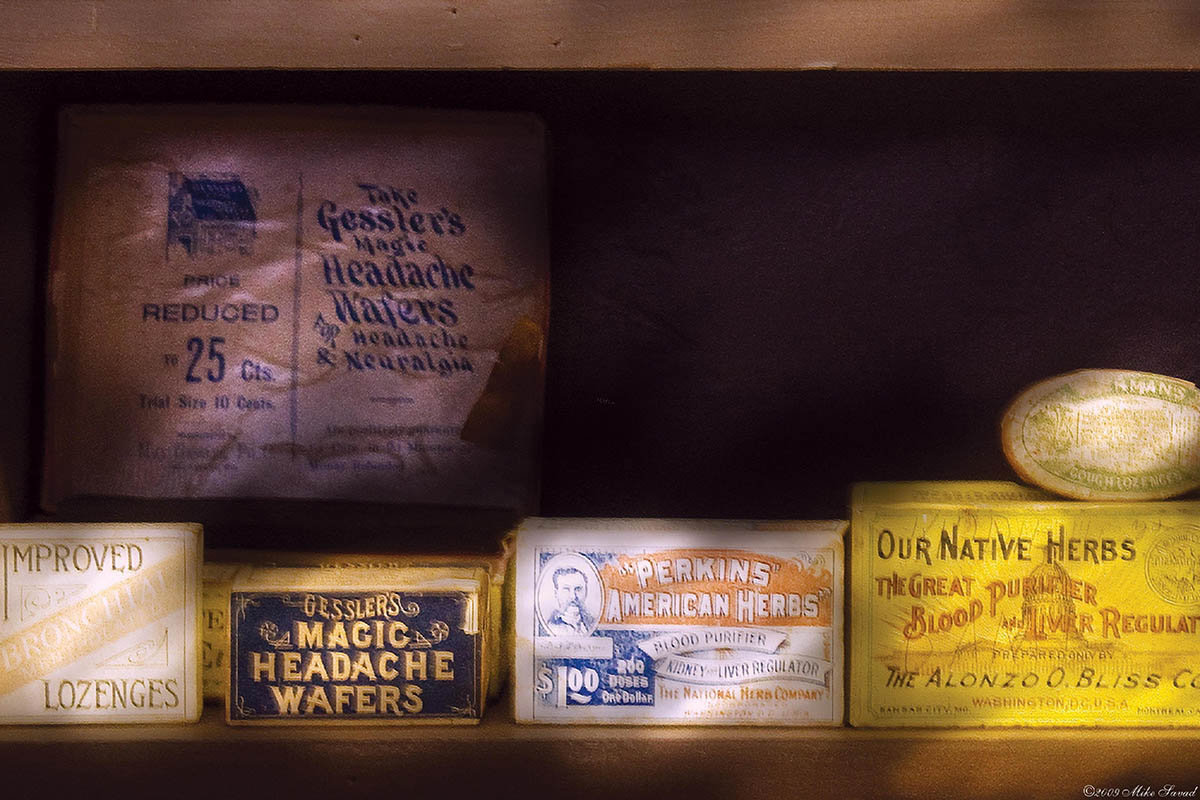 PRICE
REDUCED
TO 25 Cts.
Trial Size 10 Cents.
Take
Gessler's
Magic
Headache
Wafers
FOR Headache
& Neuralgia
IMPROVED
BRONCHIAL
LOZENGES
GESSLER'S
MAGIC
HEADACHE
WAFERS
"PERKINS"
AMERICAN HERBS"
BLOOD PURIFIER
KIDNEY AND LIVER REGULATOR
$1.00 200 DOSES One Dollar
THE NATIONAL HERB COMPANY
WASHINGTON D.C. U.S.A.
COUGH LOZENGES
OUR NATIVE HERBS
THE GREAT PURIFIER
BLOOD AND LIVER REGULAT
PREPARED ONLY BY
THE ALONZO O. BLISS CO
WASHINGTON, D.C. U.S.A.
KANSAS CITY, MO. MONTREAL
©2009 Mike Savad